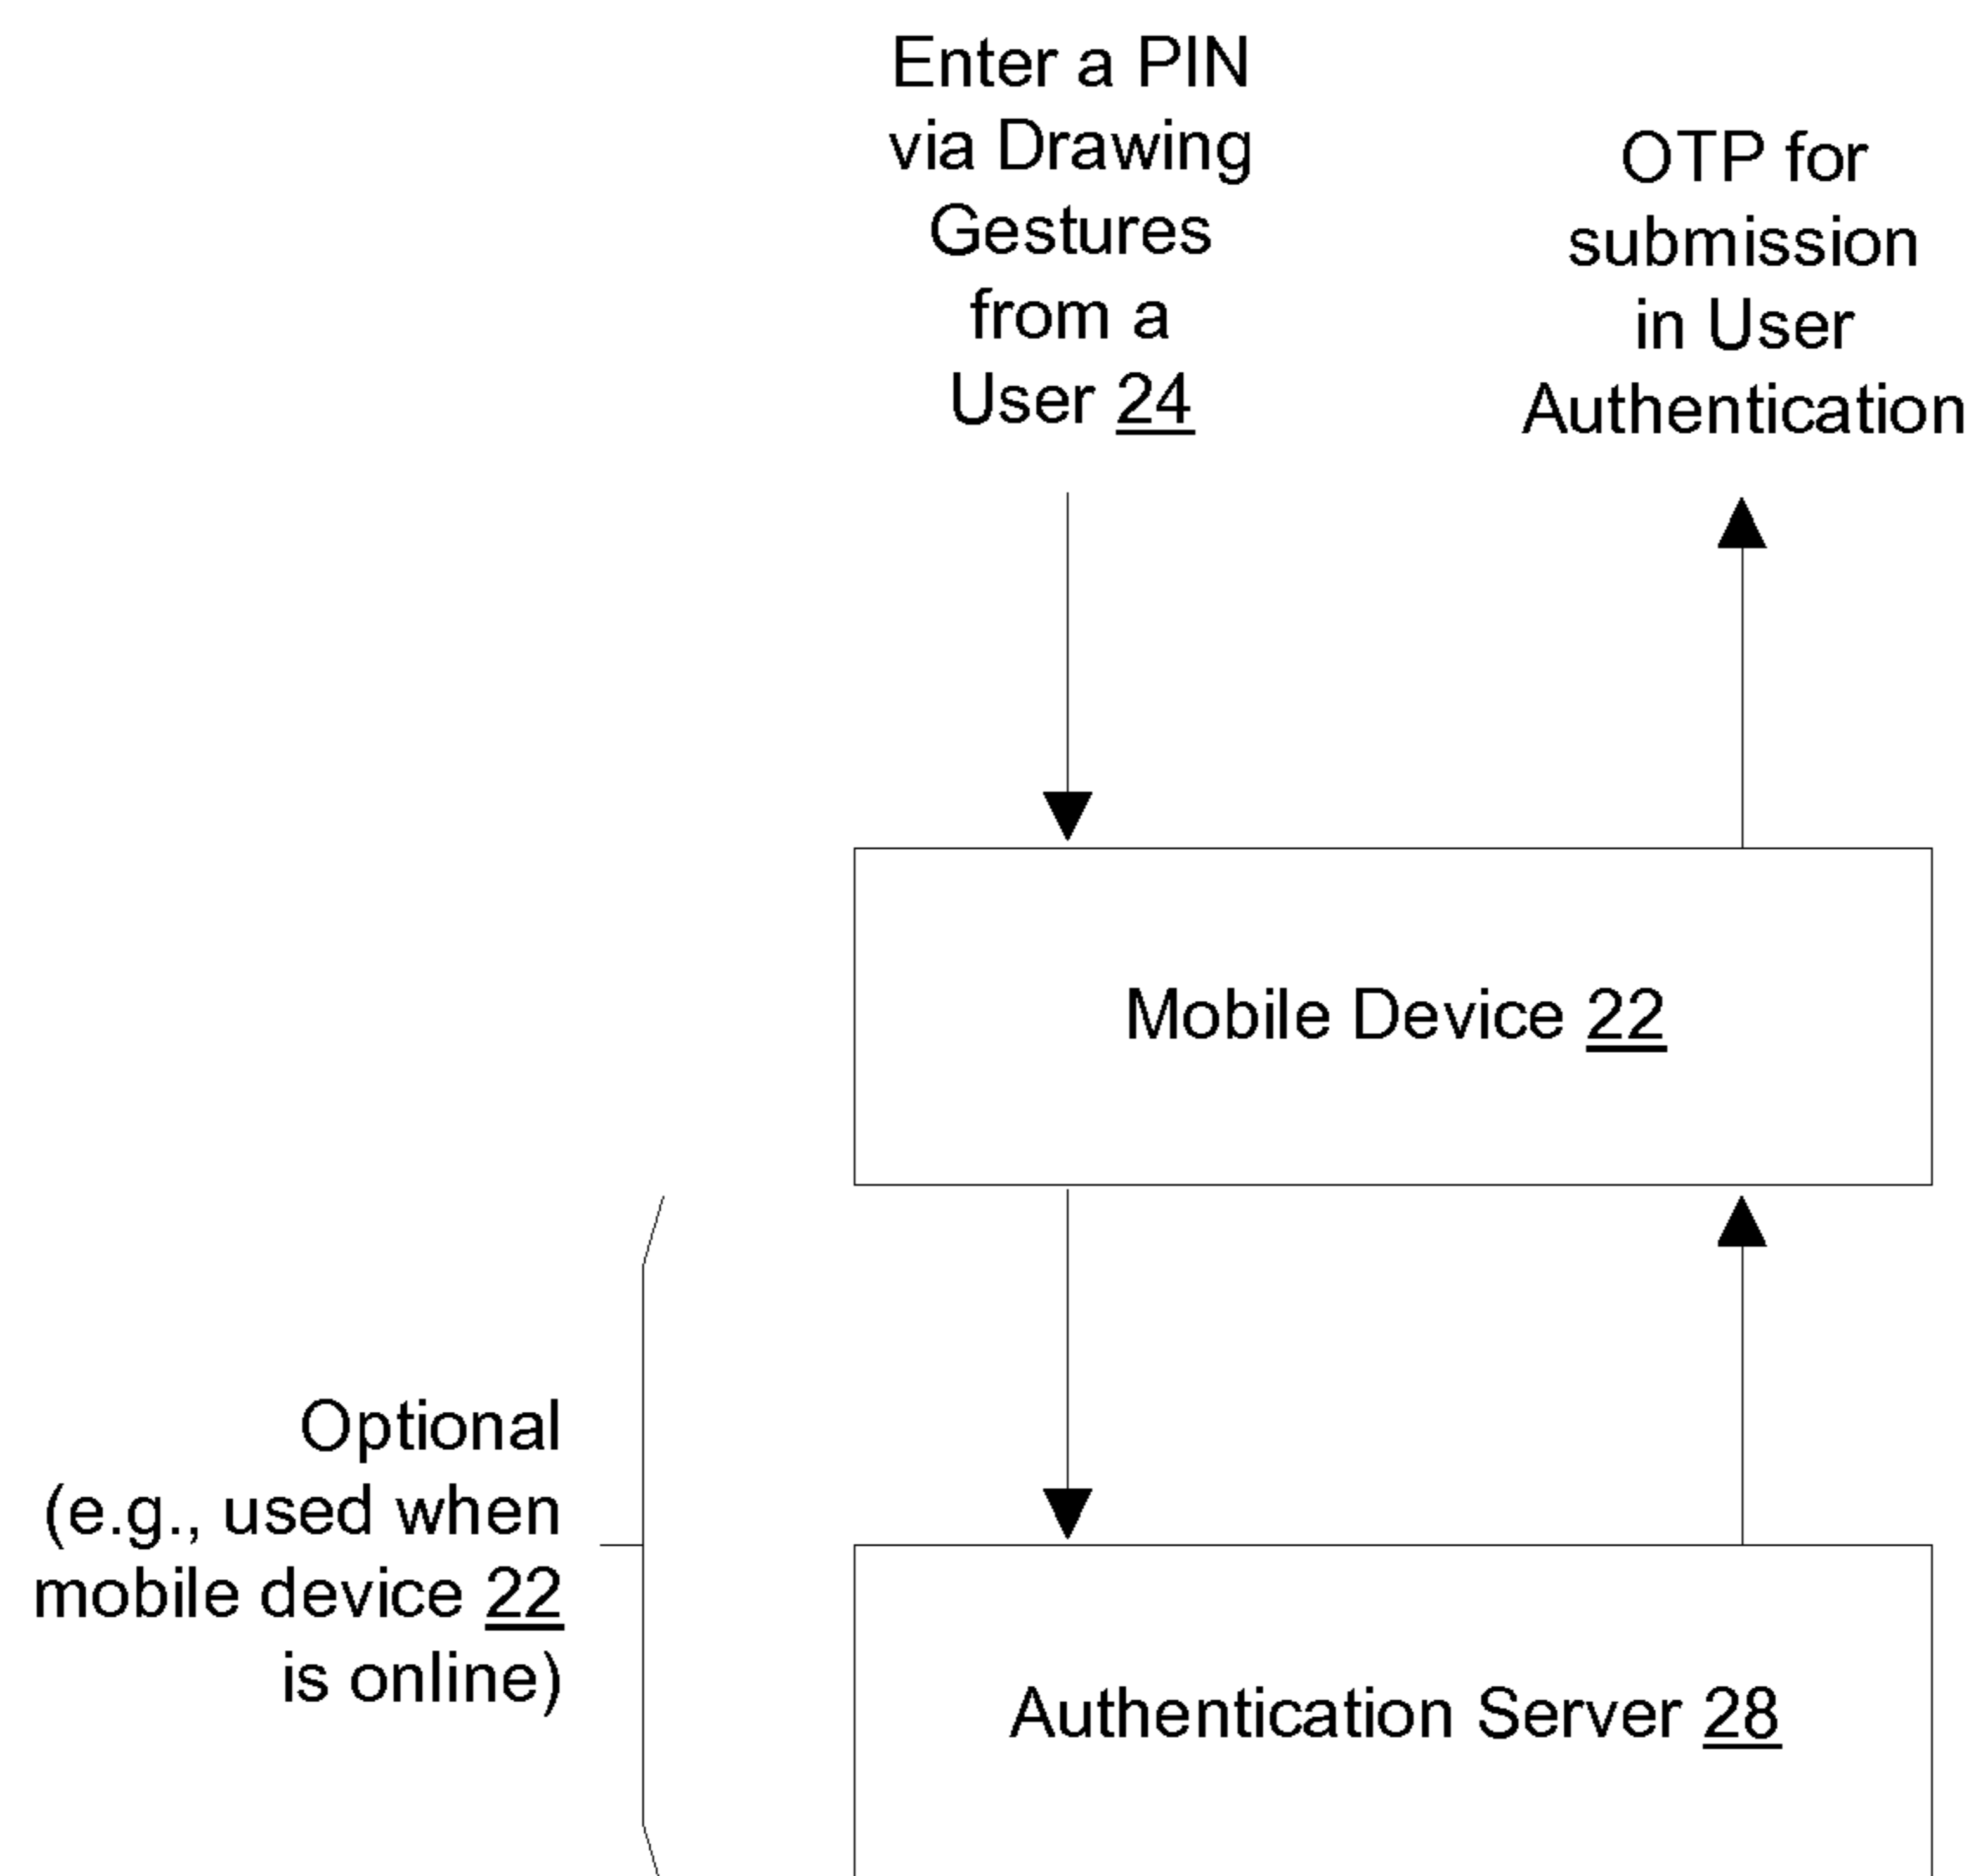 Enter a PIN
via Drawing
Gestures
from a
User 24
OTP for
submission
in User
Authentication
Mobile Device 22
Optional
(e.g., used when
mobile device 22
is online)
Authentication Server 28